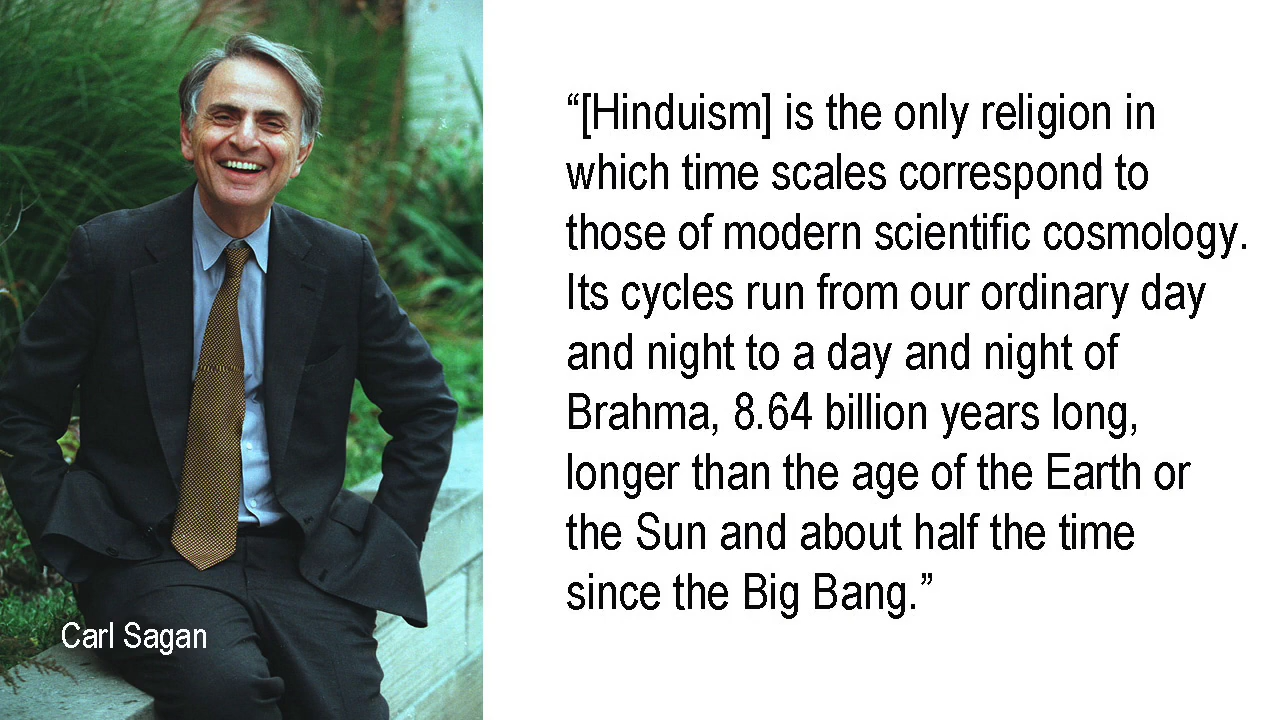 “[Hinduism] is the only religion in
which time scales correspond to
those of modern scientific cosmology.
Its cycles run from our ordinary day
and night to a day and night of
Brahma, 8.64 billion years long,
longer than the age of the Earth or
the Sun and about half the time
since the Big Bang.”
Carl Sagan